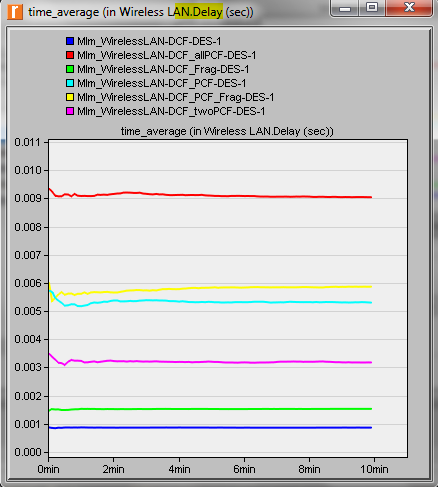 time_average (in Wireless LAN.Delay (sec))
Mlm_WirelessLAN-DCF-DES-1
Mlm_WirelessLAN-DCF_allPCF-DES-1
Mlm_WirelessLAN-DCF_Frag-DES-1
Mlm_WirelessLAN-DCF_PCF-DES-1
Mlm_WirelessLAN-DCF_PCF_Frag-DES-1
Mlm_WirelessLAN-DCF_twoPCF-DES-1
time_average (in Wireless LAN.Delay (sec))
0.011
0.010
0.009
0.008
0.007
0.006
0.005
0.004
0.003
0.002
0.001
0.000
0min 2min 4min 6min 8min 10min